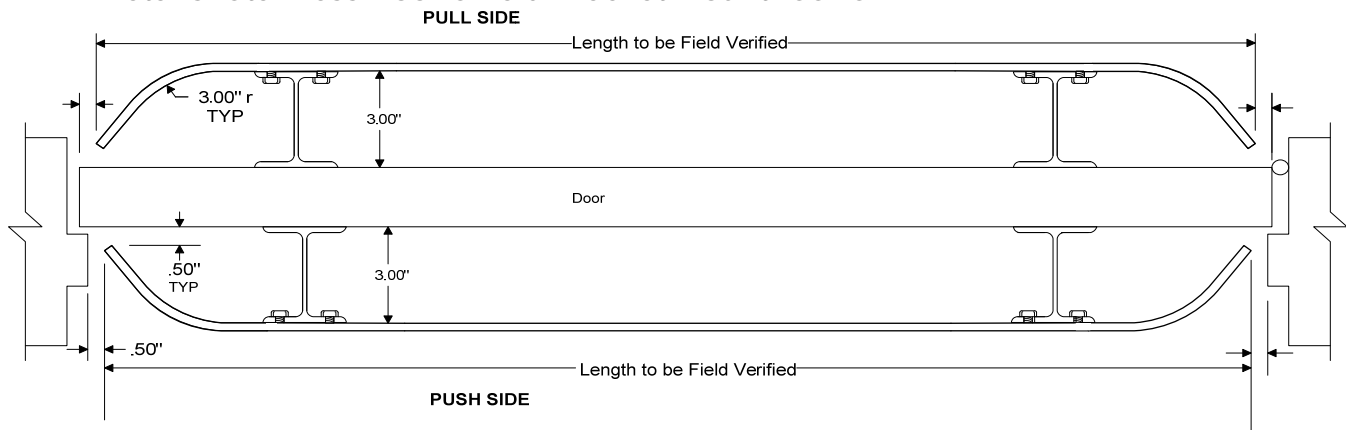 PULL SIDE
Length to be Field Verified
3.00" r
TYP
3.00"
Door
.50"
TYP
3.00"
.50"
Length to be Field Verified
PUSH SIDE